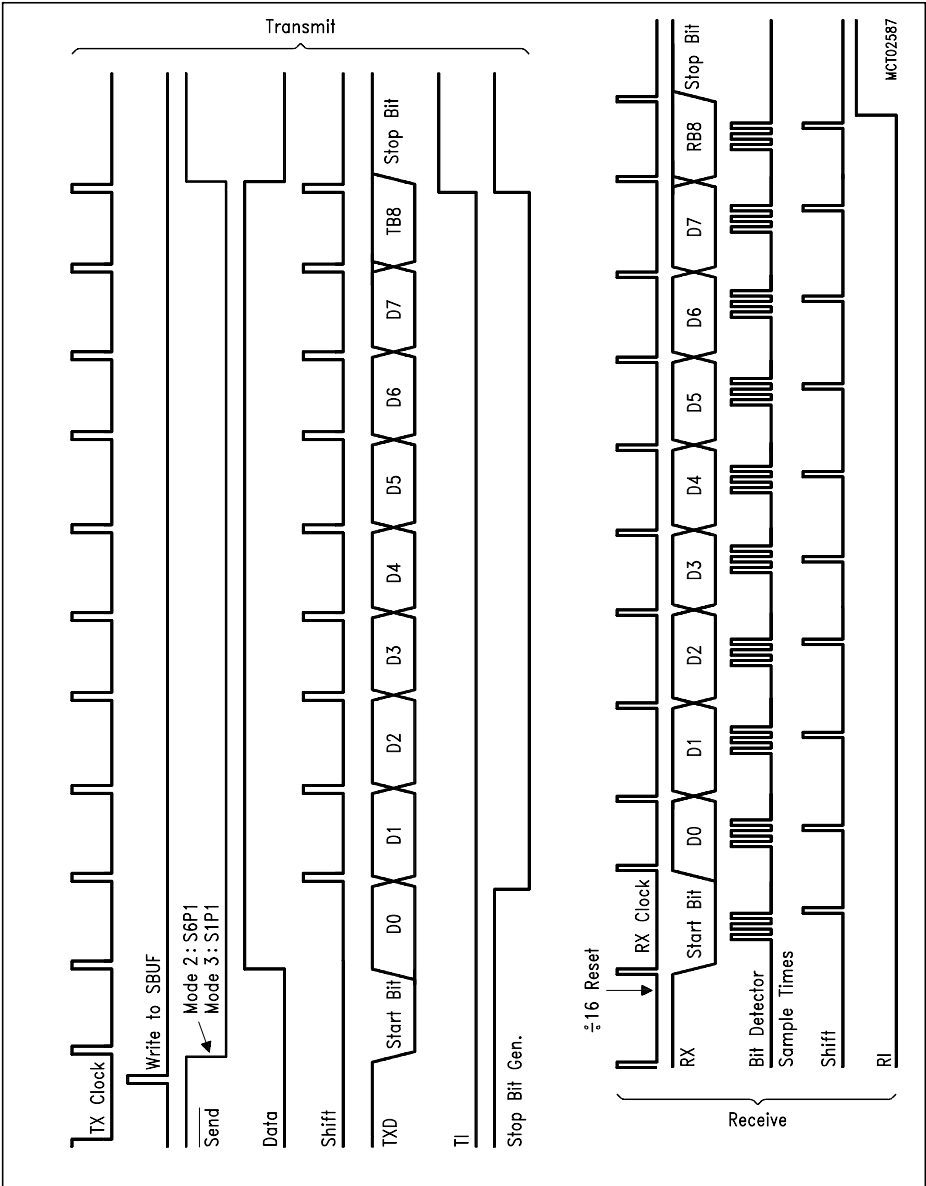 Transmit
TX Clock
Write to SBUF
Send
Mode 2: S6P1
Mode 3: S1P1
Data
Shift
TXD
Start Bit D0 D1 D2 D3 D4 D5 D6 D7 TB8 Stop Bit
TI
Stop Bit Gen.
Receive
÷16 Reset
RX Clock
RX
Start Bit D0 D1 D2 D3 D4 D5 D6 D7 RB8 Stop Bit
Bit Detector
Sample Times
Shift
RI
MCT02587